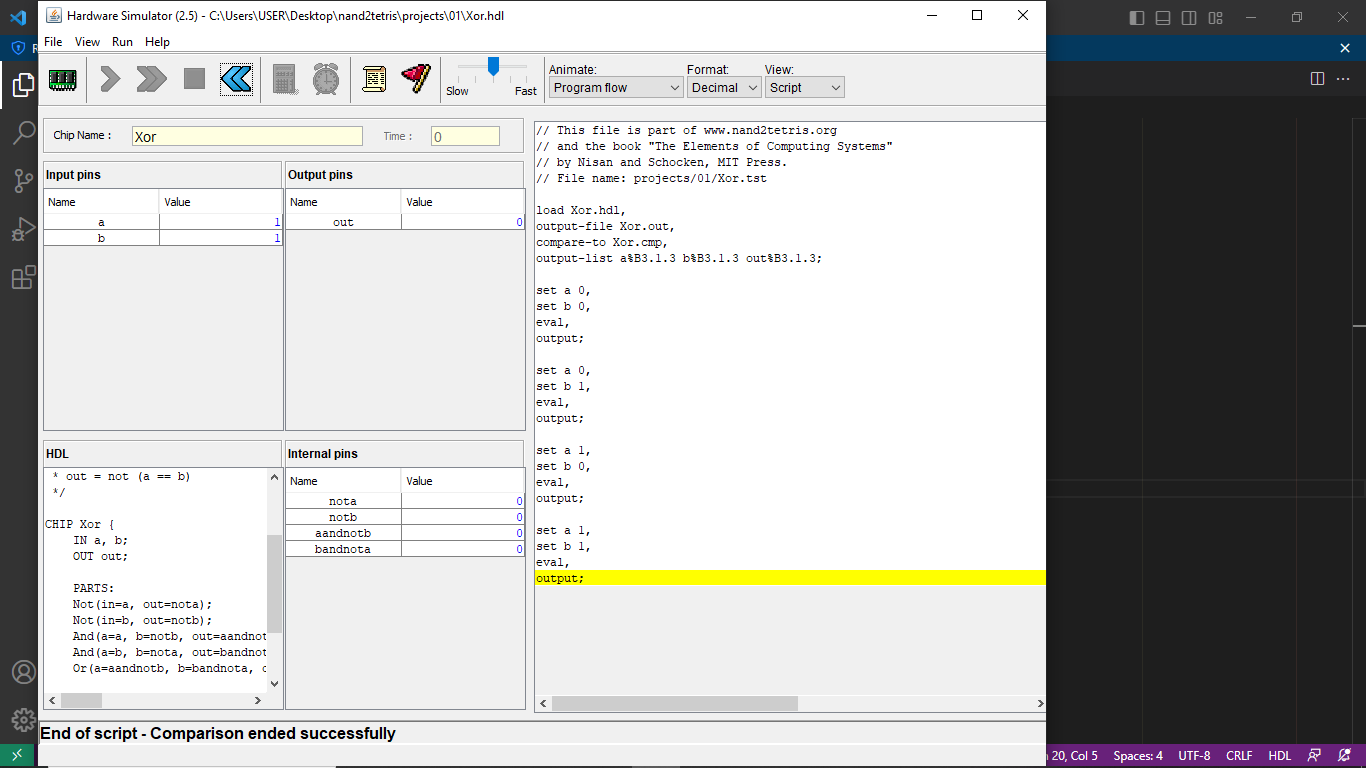 Hardware Simulator (2.5) - C:\Users\USER\Desktop\nand2tetris\projects\01\Xor.hdl
File View Run Help
R
Slow Fast
Animate: Format: View:
Program flow Decimal Script
Chip Name : Xor Time : 0
Input pins
Name Value
a 1
b 1
Output pins
Name Value
out 0
HDL
* out = not (a == b)
*/
CHIP Xor {
IN a, b;
OUT out;
PARTS:
Not(in=a, out=nota);
Not(in=b, out=notb);
And(a=a, b=notb, out=aandnot
And(a=b, b=nota, out=bandnot
Or(a=aandnotb, b=bandnota, o
Internal pins
Name Value
nota 0
notb 0
aandnotb 0
bandnota 0
// This file is part of www.nand2tetris.org
// and the book "The Elements of Computing Systems"
// by Nisan and Schocken, MIT Press.
// File name: projects/01/Xor.tst
load Xor.hdl,
output-file Xor.out,
compare-to Xor.cmp,
output-list a%B3.1.3 b%B3.1.3 out%B3.1.3;
set a 0,
set b 0,
eval,
output;
set a 0,
set b 1,
eval,
output;
set a 1,
set b 0,
eval,
output;
set a 1,
set b 1,
eval,
output;
End of script - Comparison ended successfully
20, Col 5 Spaces: 4 UTF-8 CRLF HDL